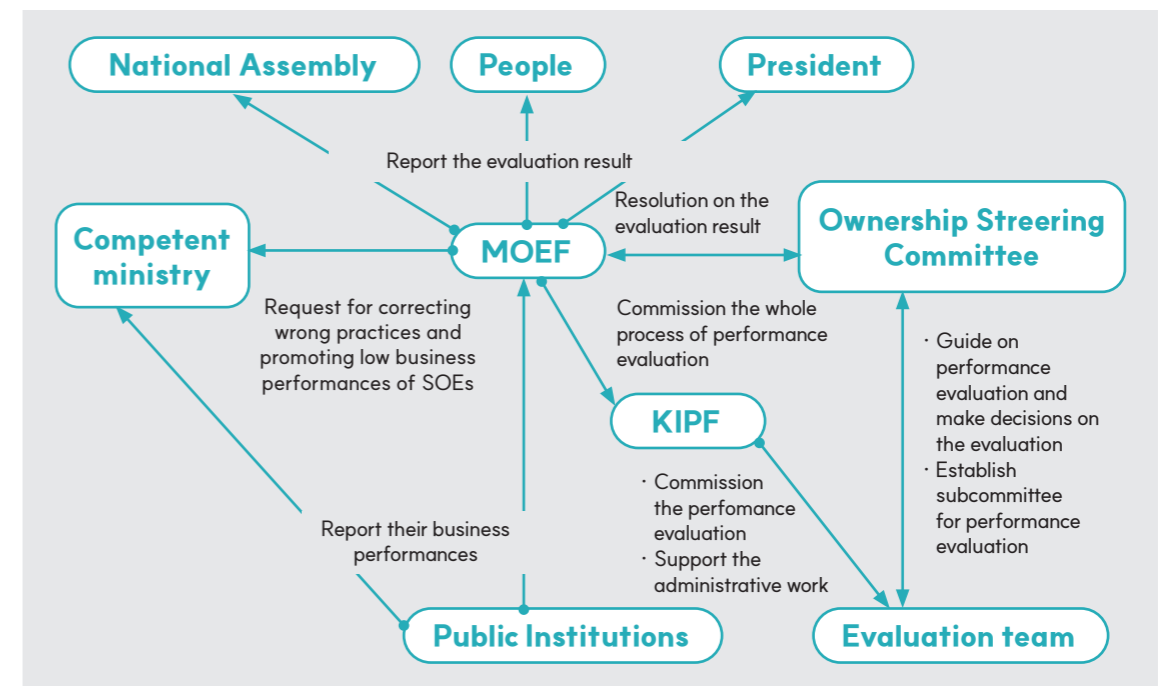 National Assembly
People
President
Report the evaluation result
Resolution on the
evaluation result
Ownership Streering
Committee
Competent
ministry
MOEF
Request for correcting
wrong practices and
promoting low business
performances of SOEs
Commission the whole
process of performance
evaluation
· Guide on
performance
evaluation and
make decisions on
the evaluation
· Establish
subcommittee
for performance
evaluation
KIPF
· Commission
the perfomance
evaluation
· Support the
administrative work
Report their business
performances
Public Institutions
Evaluation team